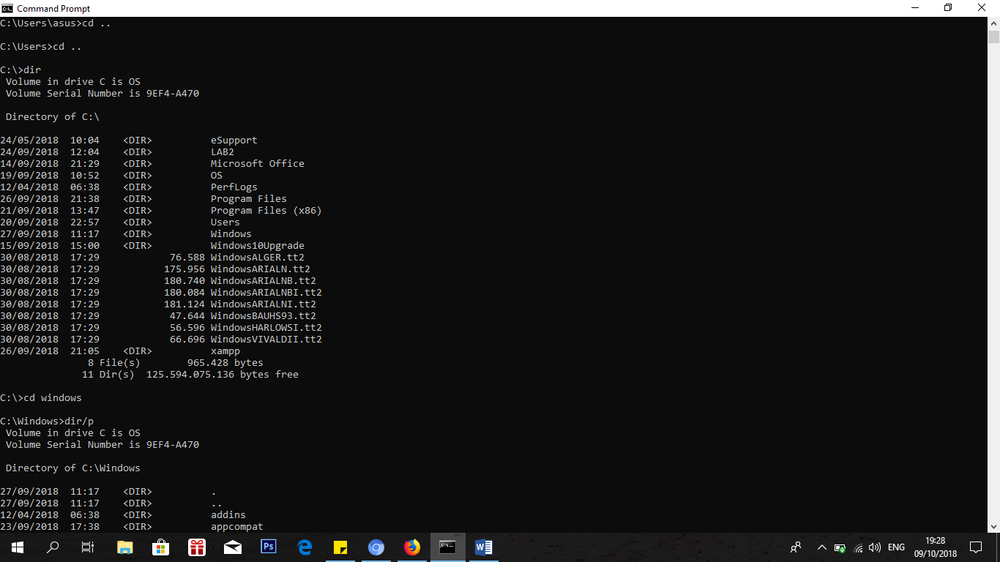 Command Prompt
C:\Users\asus>cd ..
C:\Users>cd ..
C:\>dir
Volume in drive C is OS
Volume Serial Number is 9EF4-A470
Directory of C:\
24/05/2018  10:04    <DIR>          eSupport
24/09/2018  12:04    <DIR>          LAB2
14/09/2018  21:29    <DIR>          Microsoft Office
19/09/2018  10:52    <DIR>          OS
12/04/2018  06:38    <DIR>          PerfLogs
26/09/2018  21:38    <DIR>          Program Files
21/09/2018  13:47    <DIR>          Program Files (x86)
20/09/2018  22:57    <DIR>          Users
27/09/2018  11:17    <DIR>          Windows
15/09/2018  15:00    <DIR>          Windows10Upgrade
30/08/2018  17:29            76.588 WindowsALGER.tt2
30/08/2018  17:29           175.956 WindowsARIALN.tt2
30/08/2018  17:29           180.740 WindowsARIALNB.tt2
30/08/2018  17:29           180.084 WindowsARIALNBI.tt2
30/08/2018  17:29           181.124 WindowsARIALNI.tt2
30/08/2018  17:29            47.644 WindowsBAUHS93.tt2
30/08/2018  17:29            56.596 WindowsHARLOWSI.tt2
30/08/2018  17:29            66.696 WindowsVIVALDII.tt2
26/09/2018  21:05    <DIR>          xampp
8 File(s)        965.428 bytes
11 Dir(s)  125.594.075.136 bytes free
C:\>cd windows
C:\Windows>dir/p
Volume in drive C is OS
Volume Serial Number is 9EF4-A470
Directory of C:\Windows
27/09/2018  11:17    <DIR>          .
27/09/2018  11:17    <DIR>          ..
12/04/2018  06:38    <DIR>          addins
23/09/2018  17:38    <DIR>          appcompat
Ps
ENG
19:28
09/10/2018